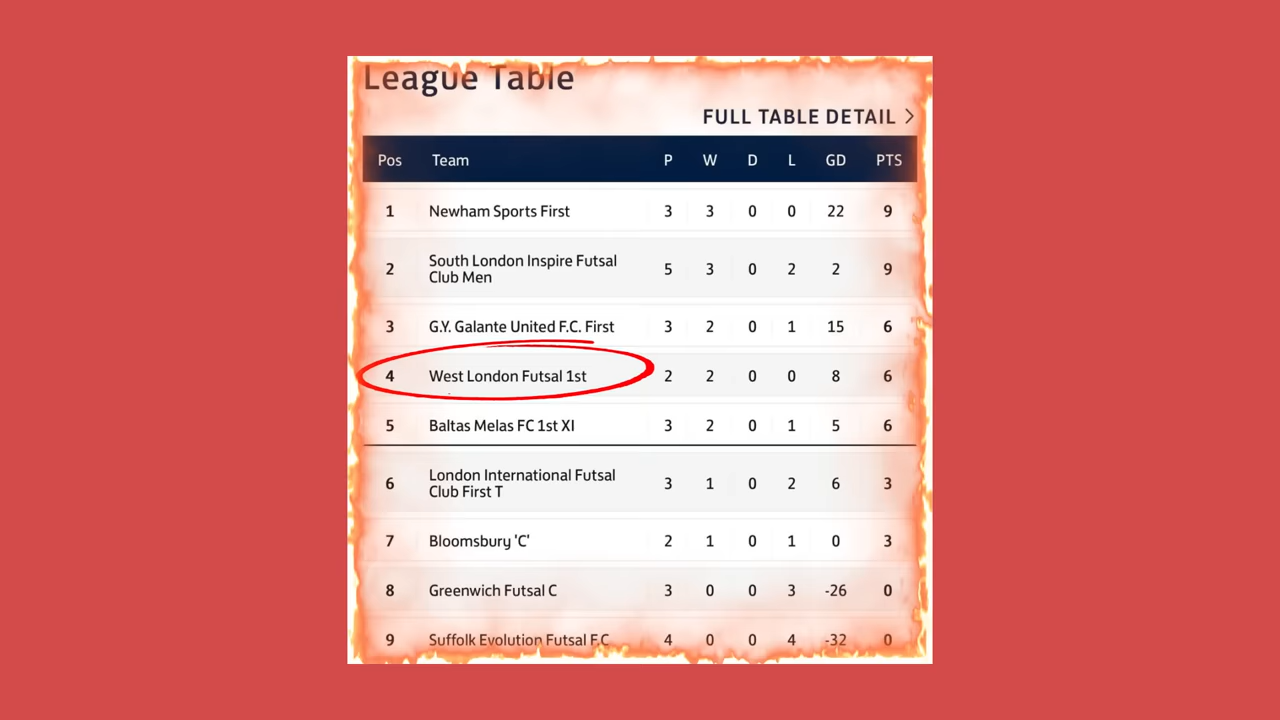 League Table
FULL TABLE DETAIL >
Pos Team P W D L GD PTS
1 Newham Sports First 3 3 0 0 22 9
2 South London Inspire Futsal
Club Men 5 3 0 2 2 9
3 G.Y. Galante United F.C. First 3 2 0 1 15 6
4 West London Futsal 1st 2 2 0 0 8 6
5 Baltas Melas FC 1st XI 3 2 0 1 5 6
6 London International Futsal
Club First T 3 1 0 2 6 3
7 Bloomsbury 'C' 2 1 0 1 0 3
8 Greenwich Futsal C 3 0 0 3 -26 0
9 Suffolk Evolution Futsal F.C 4 0 0 4 -32 0